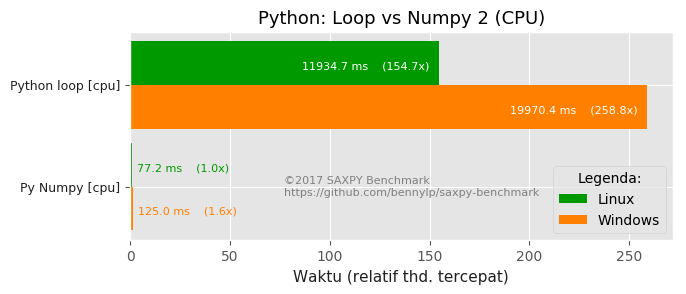 Python: Loop vs Numpy 2 (CPU)
Python loop [cpu]
11934.7 ms (154.7x)
19970.4 ms (258.8x)
Py Numpy [cpu]
77.2 ms (1.0x)
125.0 ms (1.6x)
©2017 SAXPY Benchmark
https://github.com/bennylp/saxpy-benchmark
Legenda:
Linux
Windows
0 50 100 150 200 250
Waktu (relatif thd. tercepat)